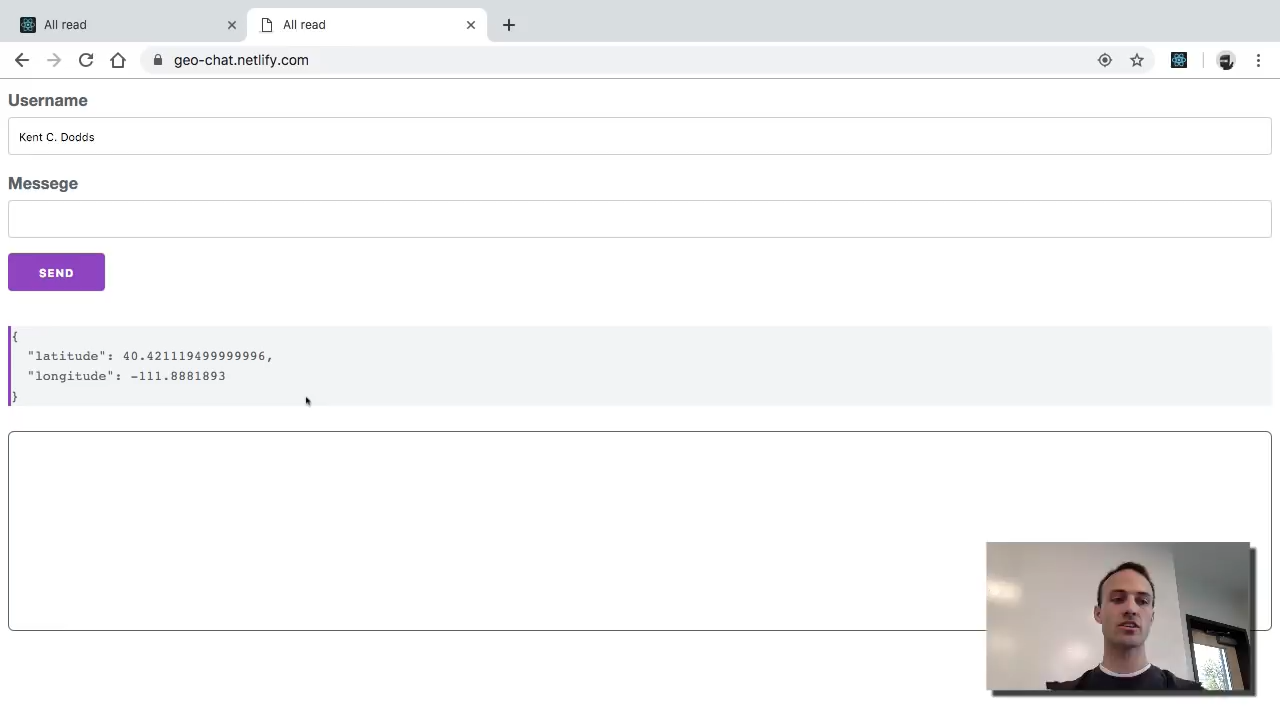 All read
All read
geo-chat.netlify.com
Username
Kent C. Dodds
Messege
SEND
{
"latitude": 40.421119499999996,
"longitude": -111.8881893
}